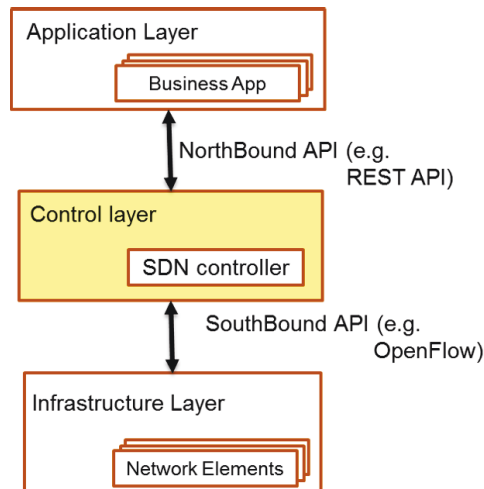 Application Layer
Business App
NorthBound API (e.g.
REST API)
Control layer
SDN controller
SouthBound API (e.g.
OpenFlow)
Infrastructure Layer
Network Elements